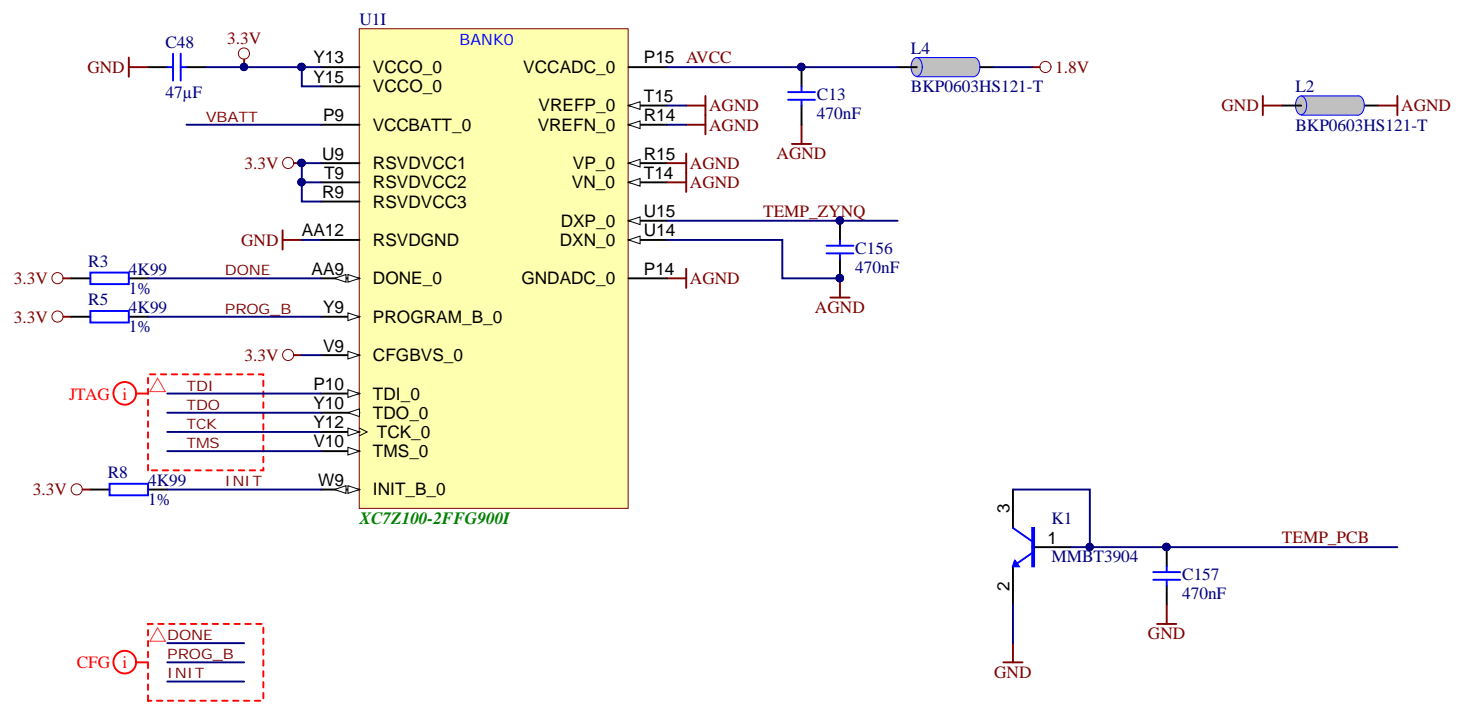 U1I
BANK0
C48
3.3V
GND
47µF
Y13
VCCO_0
Y15
VCCO_0
VBATT
P9
VCCBATT_0
3.3V
U9
RSVDVCC1
T9
RSVDVCC2
R9
RSVDVCC3
GND
AA12
RSVDGND
R3
3.3V
4K99
1%
DONE
AA9
DONE_0
R5
3.3V
4K99
1%
PROG_B
Y9
PROGRAM_B_0
3.3V
V9
CFGBVS_0
JTAG
i
TDI
P10
TDI_0
TDO
Y10
TDO_0
TCK
Y12
TCK_0
TMS
V10
TMS_0
R8
3.3V
4K99
1%
INIT
W9
INIT_B_0
XC7Z100-2FFG900I
VCCADC_0
P15
AVCC
L4
BKP0603HS121-T
1.8V
C13
470nF
AGND
VREFP_0
T15
AGND
VREFN_0
R14
AGND
VP_0
R15
AGND
VN_0
T14
AGND
DXP_0
U15
TEMP_ZYNQ
DXN_0
U14
C156
470nF
AGND
GNDADC_0
P14
AGND
L2
GND
AGND
BKP0603HS121-T
3
K1
1
MMBT3904
2
GND
TEMP_PCB
C157
470nF
GND
CFG
i
DONE
PROG_B
INIT